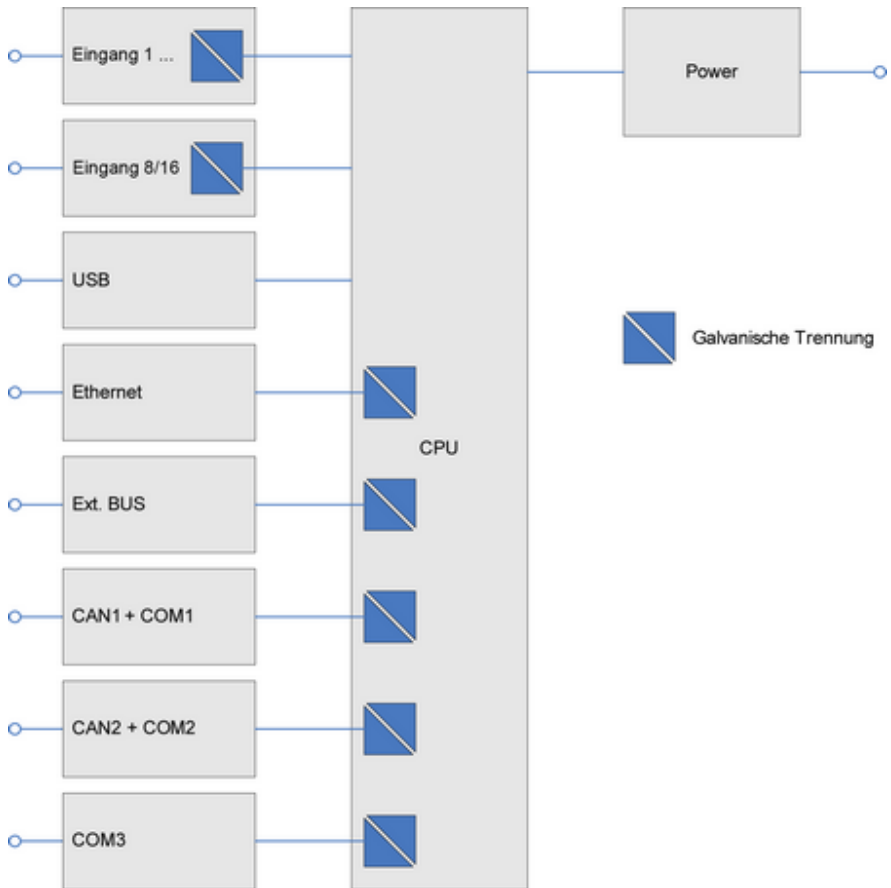 Eingang 1 ...
Power
Eingang 8/16
USB
Galvanische Trennung
Ethernet
CPU
Ext. BUS
CAN1 + COM1
CAN2 + COM2
COM3